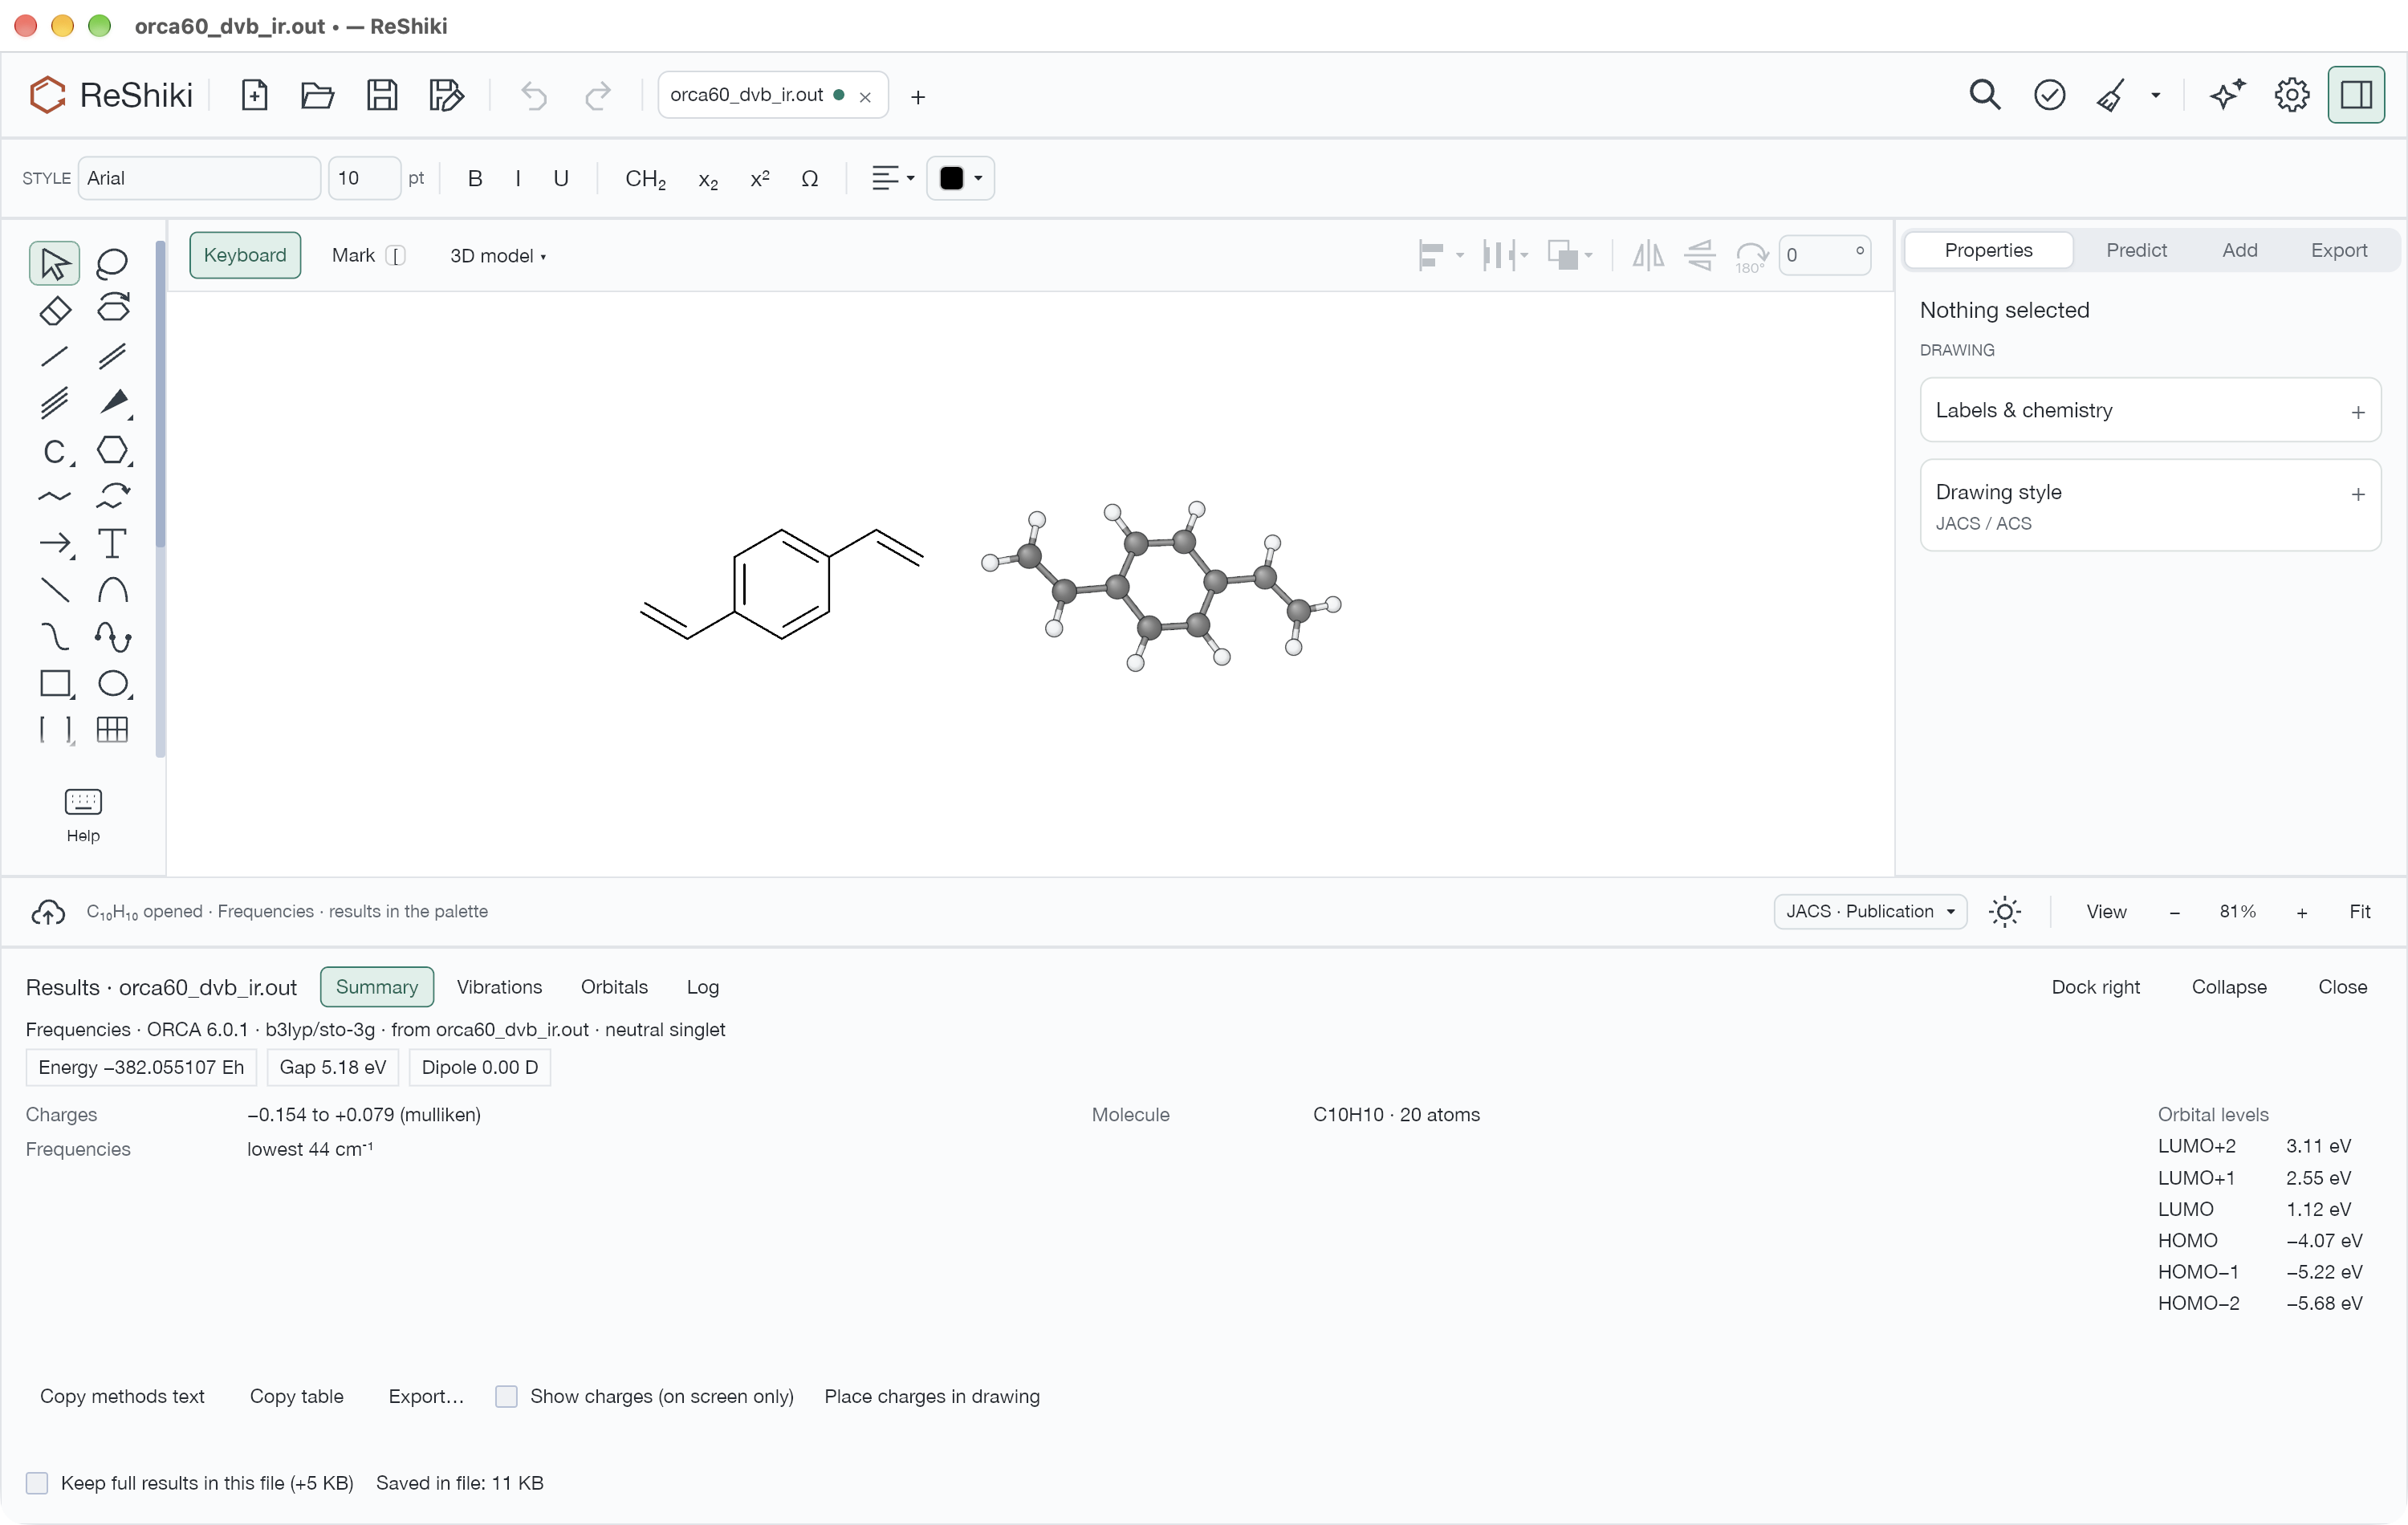 orca60_dvb_ir.out • — ReShiki
ReShiki
orca60_dvb_ir.out
STYLE Arial 10 pt B I U CH₂ x₂ x² Ω
Keyboard Mark [ 3D model
180° 0 °
Properties Predict Add Export
Nothing selected
DRAWING
Labels & chemistry +
Drawing style +
JACS / ACS
C
T
[ ]
Help
C₁₀H₁₀ opened · Frequencies · results in the palette
JACS · Publication View − 81% + Fit
Results · orca60_dvb_ir.out Summary Vibrations Orbitals Log Dock right Collapse Close
Frequencies · ORCA 6.0.1 · b3lyp/sto-3g · from orca60_dvb_ir.out · neutral singlet
Energy −382.055107 Eh Gap 5.18 eV Dipole 0.00 D
Charges −0.154 to +0.079 (mulliken) Molecule C10H10 · 20 atoms
Frequencies lowest 44 cm⁻¹
Orbital levels
LUMO+2 3.11 eV
LUMO+1 2.55 eV
LUMO 1.12 eV
HOMO −4.07 eV
HOMO−1 −5.22 eV
HOMO−2 −5.68 eV
Copy methods text Copy table Export… Show charges (on screen only) Place charges in drawing
Keep full results in this file (+5 KB) Saved in file: 11 KB